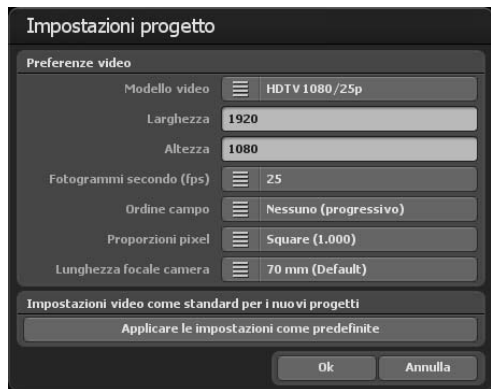 Impostazioni progetto
Preferenze video
Modello video HDTV 1080/25p
Larghezza 1920
Altezza 1080
Fotogrammi secondo (fps) 25
Ordine campo Nessuno (progressivo)
Proporzioni pixel Square (1.000)
Lunghezza focale camera 70 mm (Default)
Impostazioni video come standard per i nuovi progetti
Applicare le impostazioni come predefinite
Ok Annulla